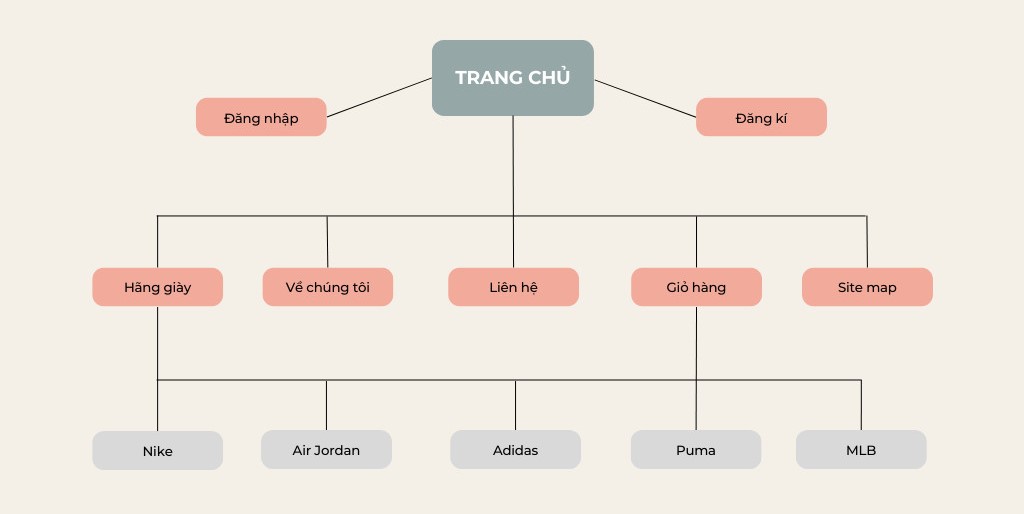 TRANG CHỦ
Đăng nhập
Đăng kí
Hãng giày
Về chúng tôi
Liên hệ
Giỏ hàng
Site map
Nike
Air Jordan
Adidas
Puma
MLB